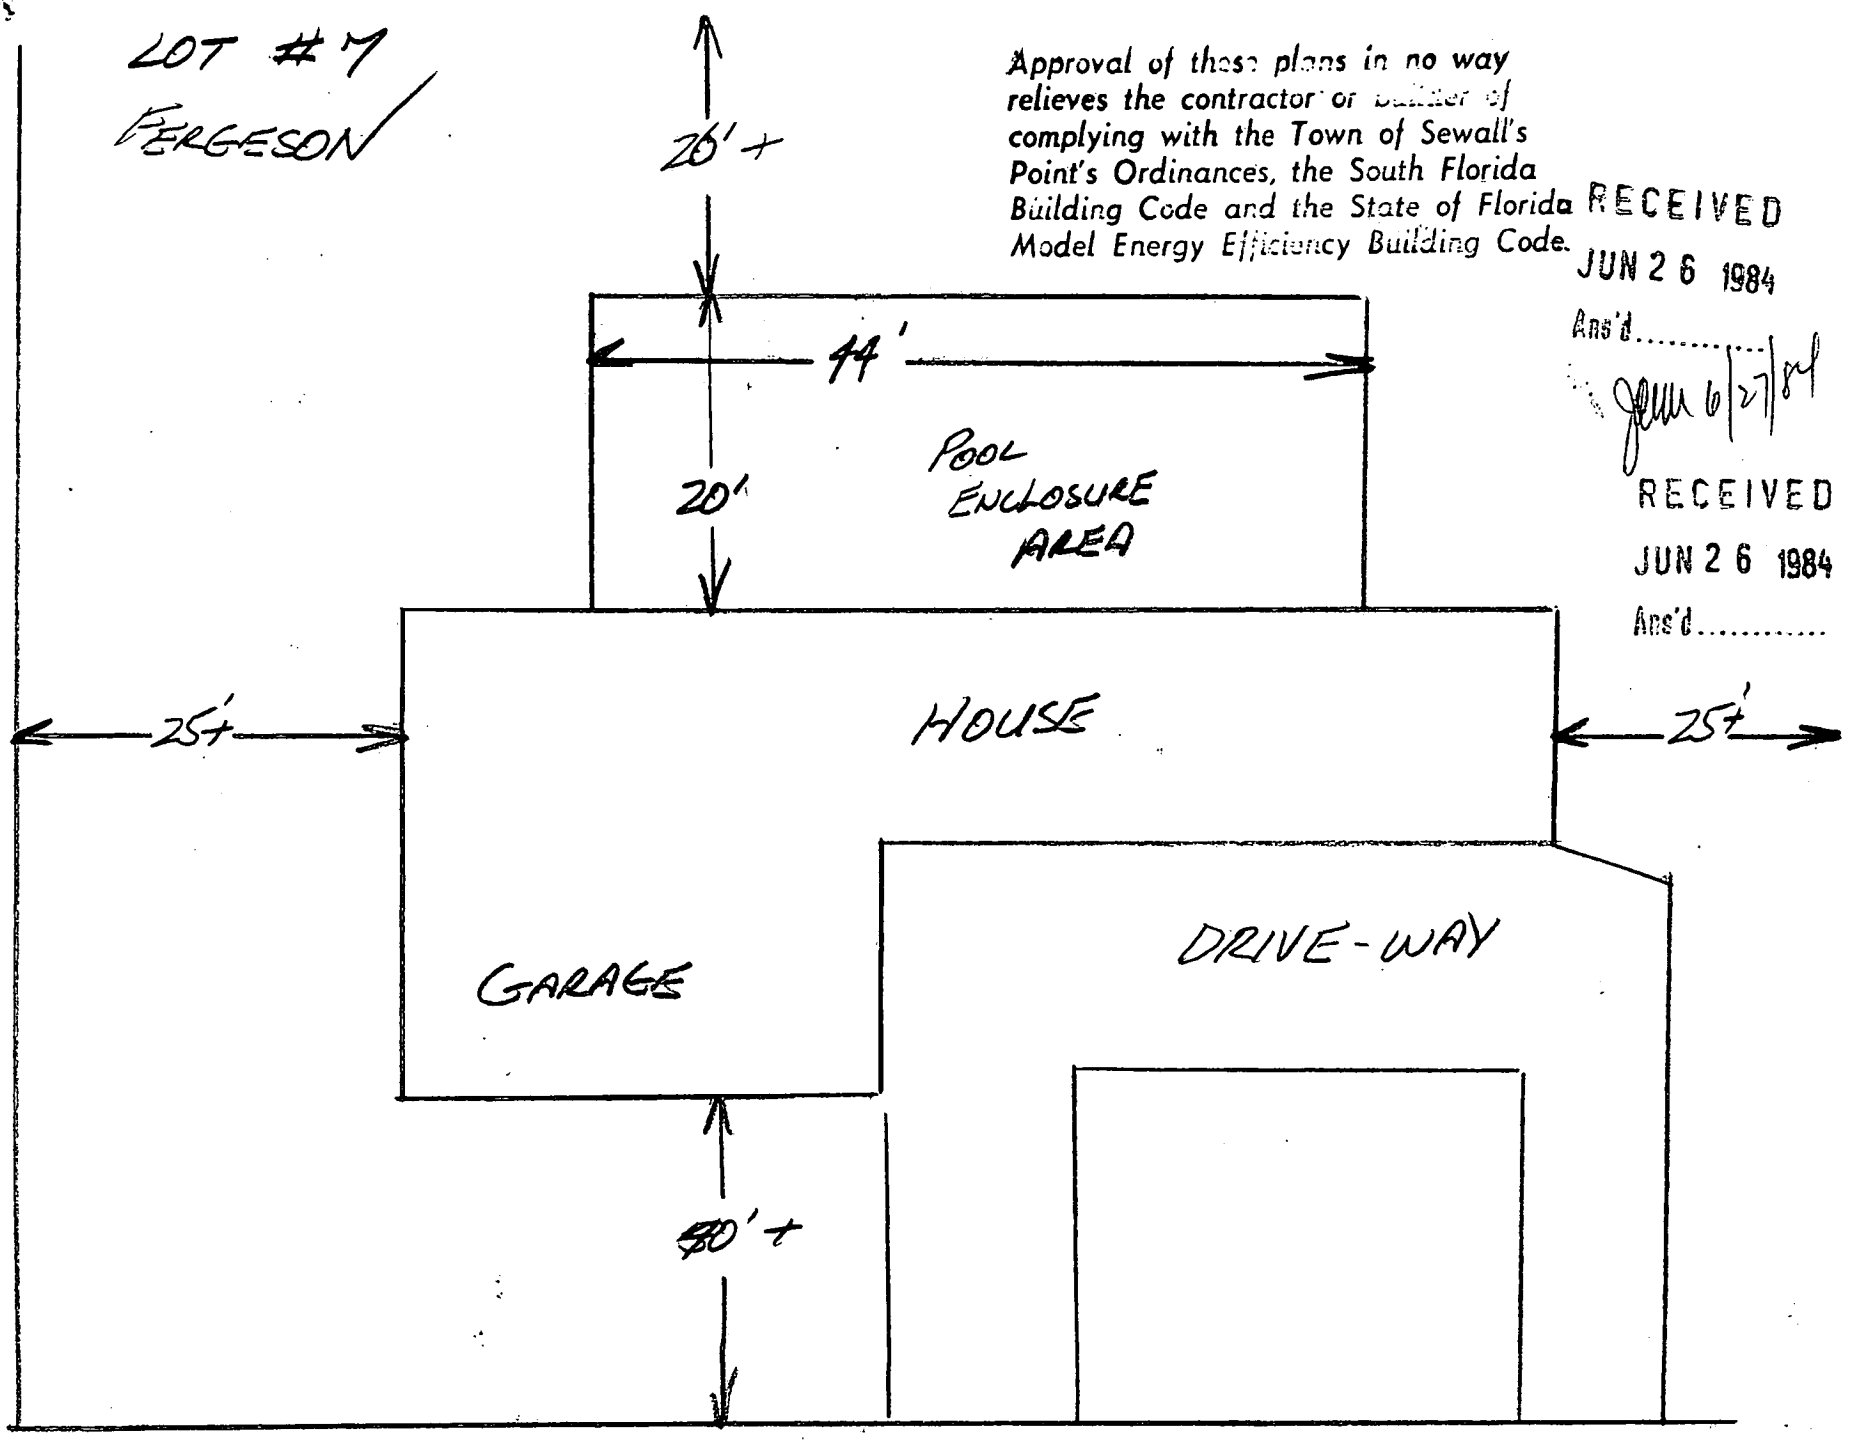 LOT #7
FERGESON
Approval of these plans in no way
relieves the contractor or builder of
complying with the Town of Sewall's
Point's Ordinances, the South Florida
Building Code and the State of Florida
Model Energy Efficiency Building Code.
RECEIVED
JUN 26 1984
Ans'd............
6/27/84
RECEIVED
JUN 26 1984
Ans'd............
+
44'
20'
POOL
ENCLOSURE
AREA
25'+
HOUSE
25'+
GARAGE
DRIVE-WAY
+